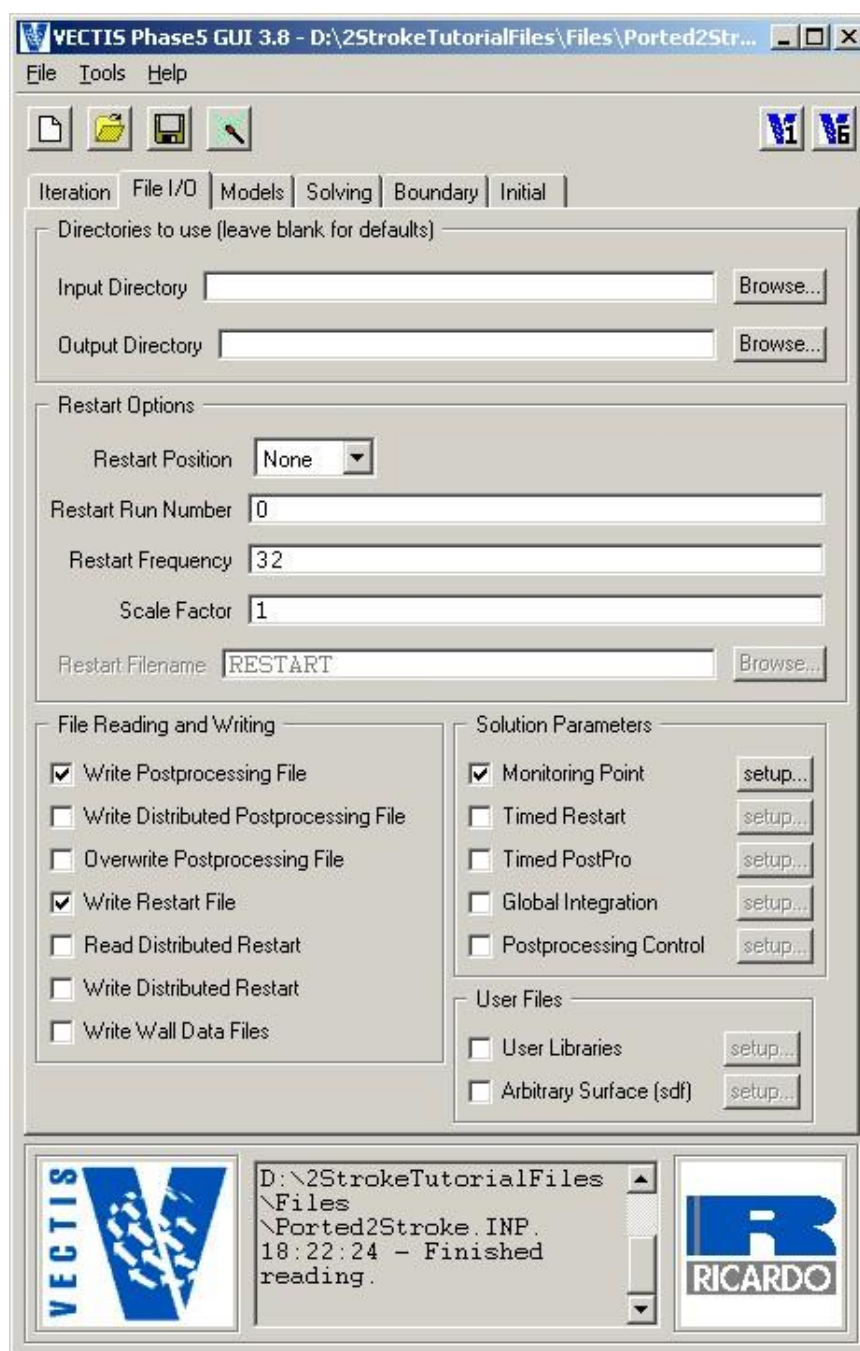 VECTIS Phase5 GUI 3.8 - D:\2StrokeTutorialFiles\Files\Ported2Str...
File Tools Help
V1 V6
Iteration File I/O Models Solving Boundary Initial
Directories to use (leave blank for defaults)
Input Directory Browse...
Output Directory Browse...
Restart Options
Restart Position None
Restart Run Number 0
Restart Frequency 32
Scale Factor 1
Restart Filename RESTART Browse...
File Reading and Writing
Write Postprocessing File
Write Distributed Postprocessing File
Overwrite Postprocessing File
Write Restart File
Read Distributed Restart
Write Distributed Restart
Write Wall Data Files
Solution Parameters
Monitoring Point setup...
Timed Restart setup...
Timed PostPro setup...
Global Integration setup...
Postprocessing Control setup...
User Files
User Libraries setup...
Arbitrary Surface (sdf) setup...
VECTIS
D:\2StrokeTutorialFiles
\Files
\Ported2Stroke.INP.
18:22:24 - Finished
reading.
R
RICARDO